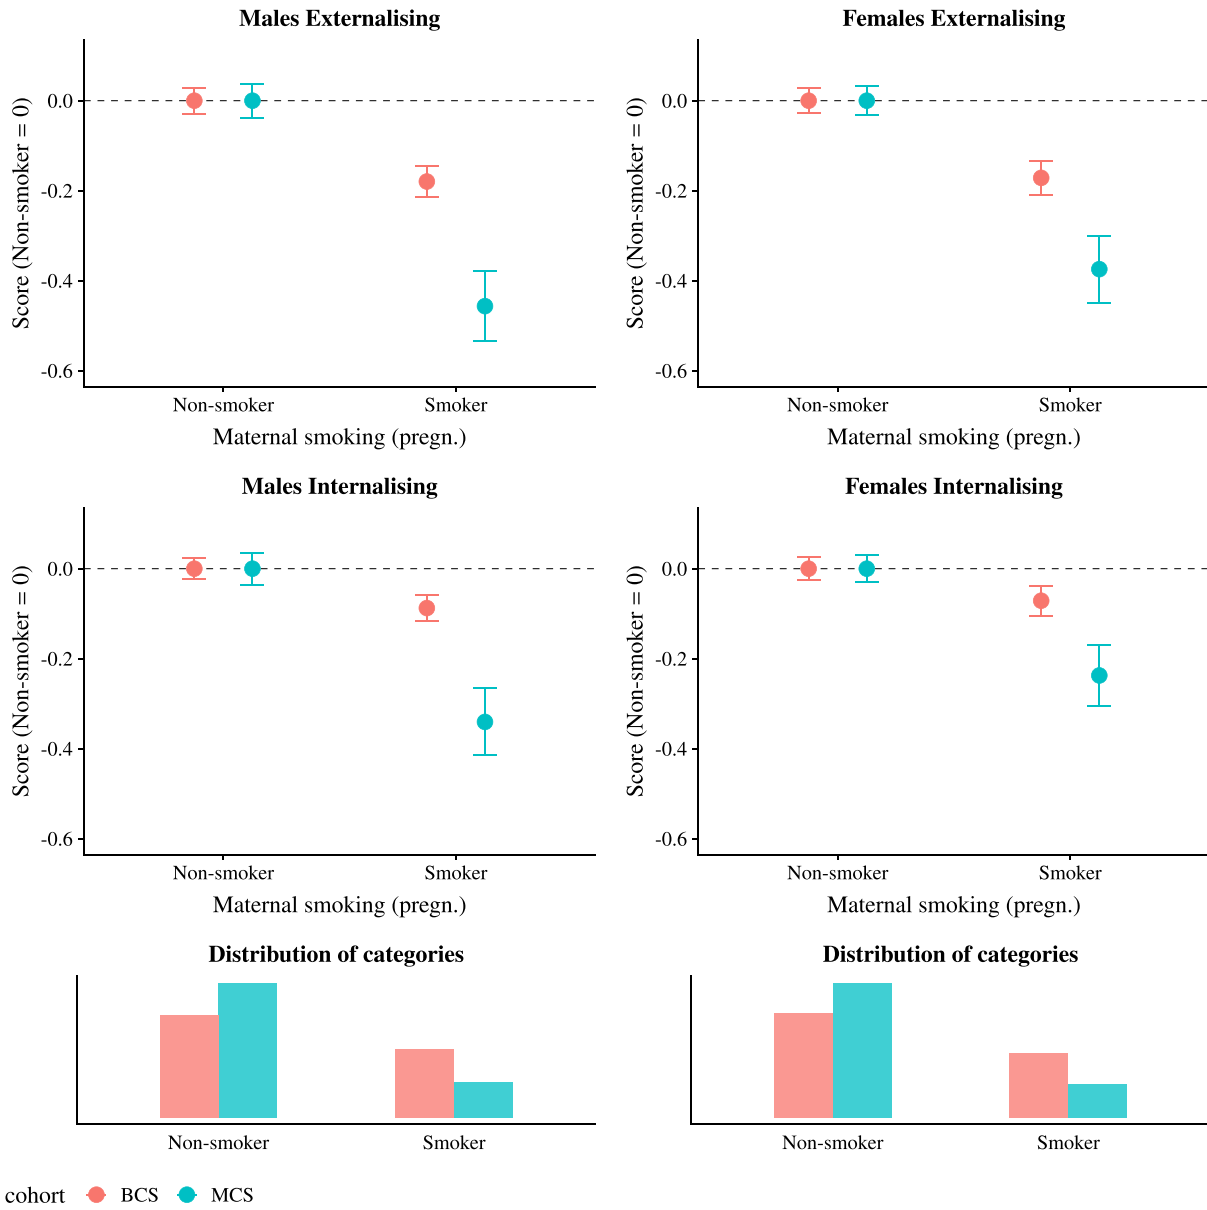 Males Externalising
Score (Non-smoker = 0)
0.0
-0.2
-0.4
-0.6
Non-smoker Smoker
Maternal smoking (pregn.)
Females Externalising
Score (Non-smoker = 0)
0.0
-0.2
-0.4
-0.6
Non-smoker Smoker
Maternal smoking (pregn.)
Males Internalising
Score (Non-smoker = 0)
0.0
-0.2
-0.4
-0.6
Non-smoker Smoker
Maternal smoking (pregn.)
Females Internalising
Score (Non-smoker = 0)
0.0
-0.2
-0.4
-0.6
Non-smoker Smoker
Maternal smoking (pregn.)
Distribution of categories
Non-smoker Smoker
Distribution of categories
Non-smoker Smoker
cohort BCS MCS